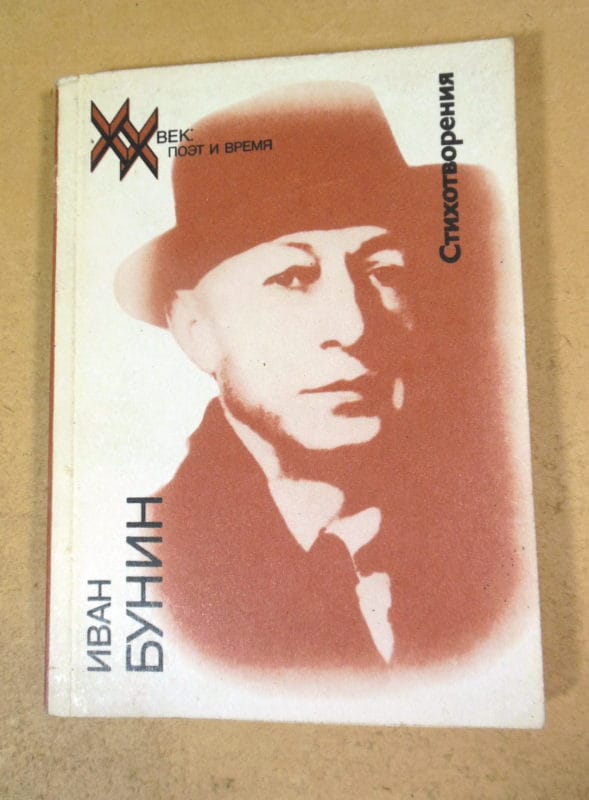 XX
ВЕК:
ПОЭТ И ВРЕМЯ
Стихотворения
ИВАН
БУНИН